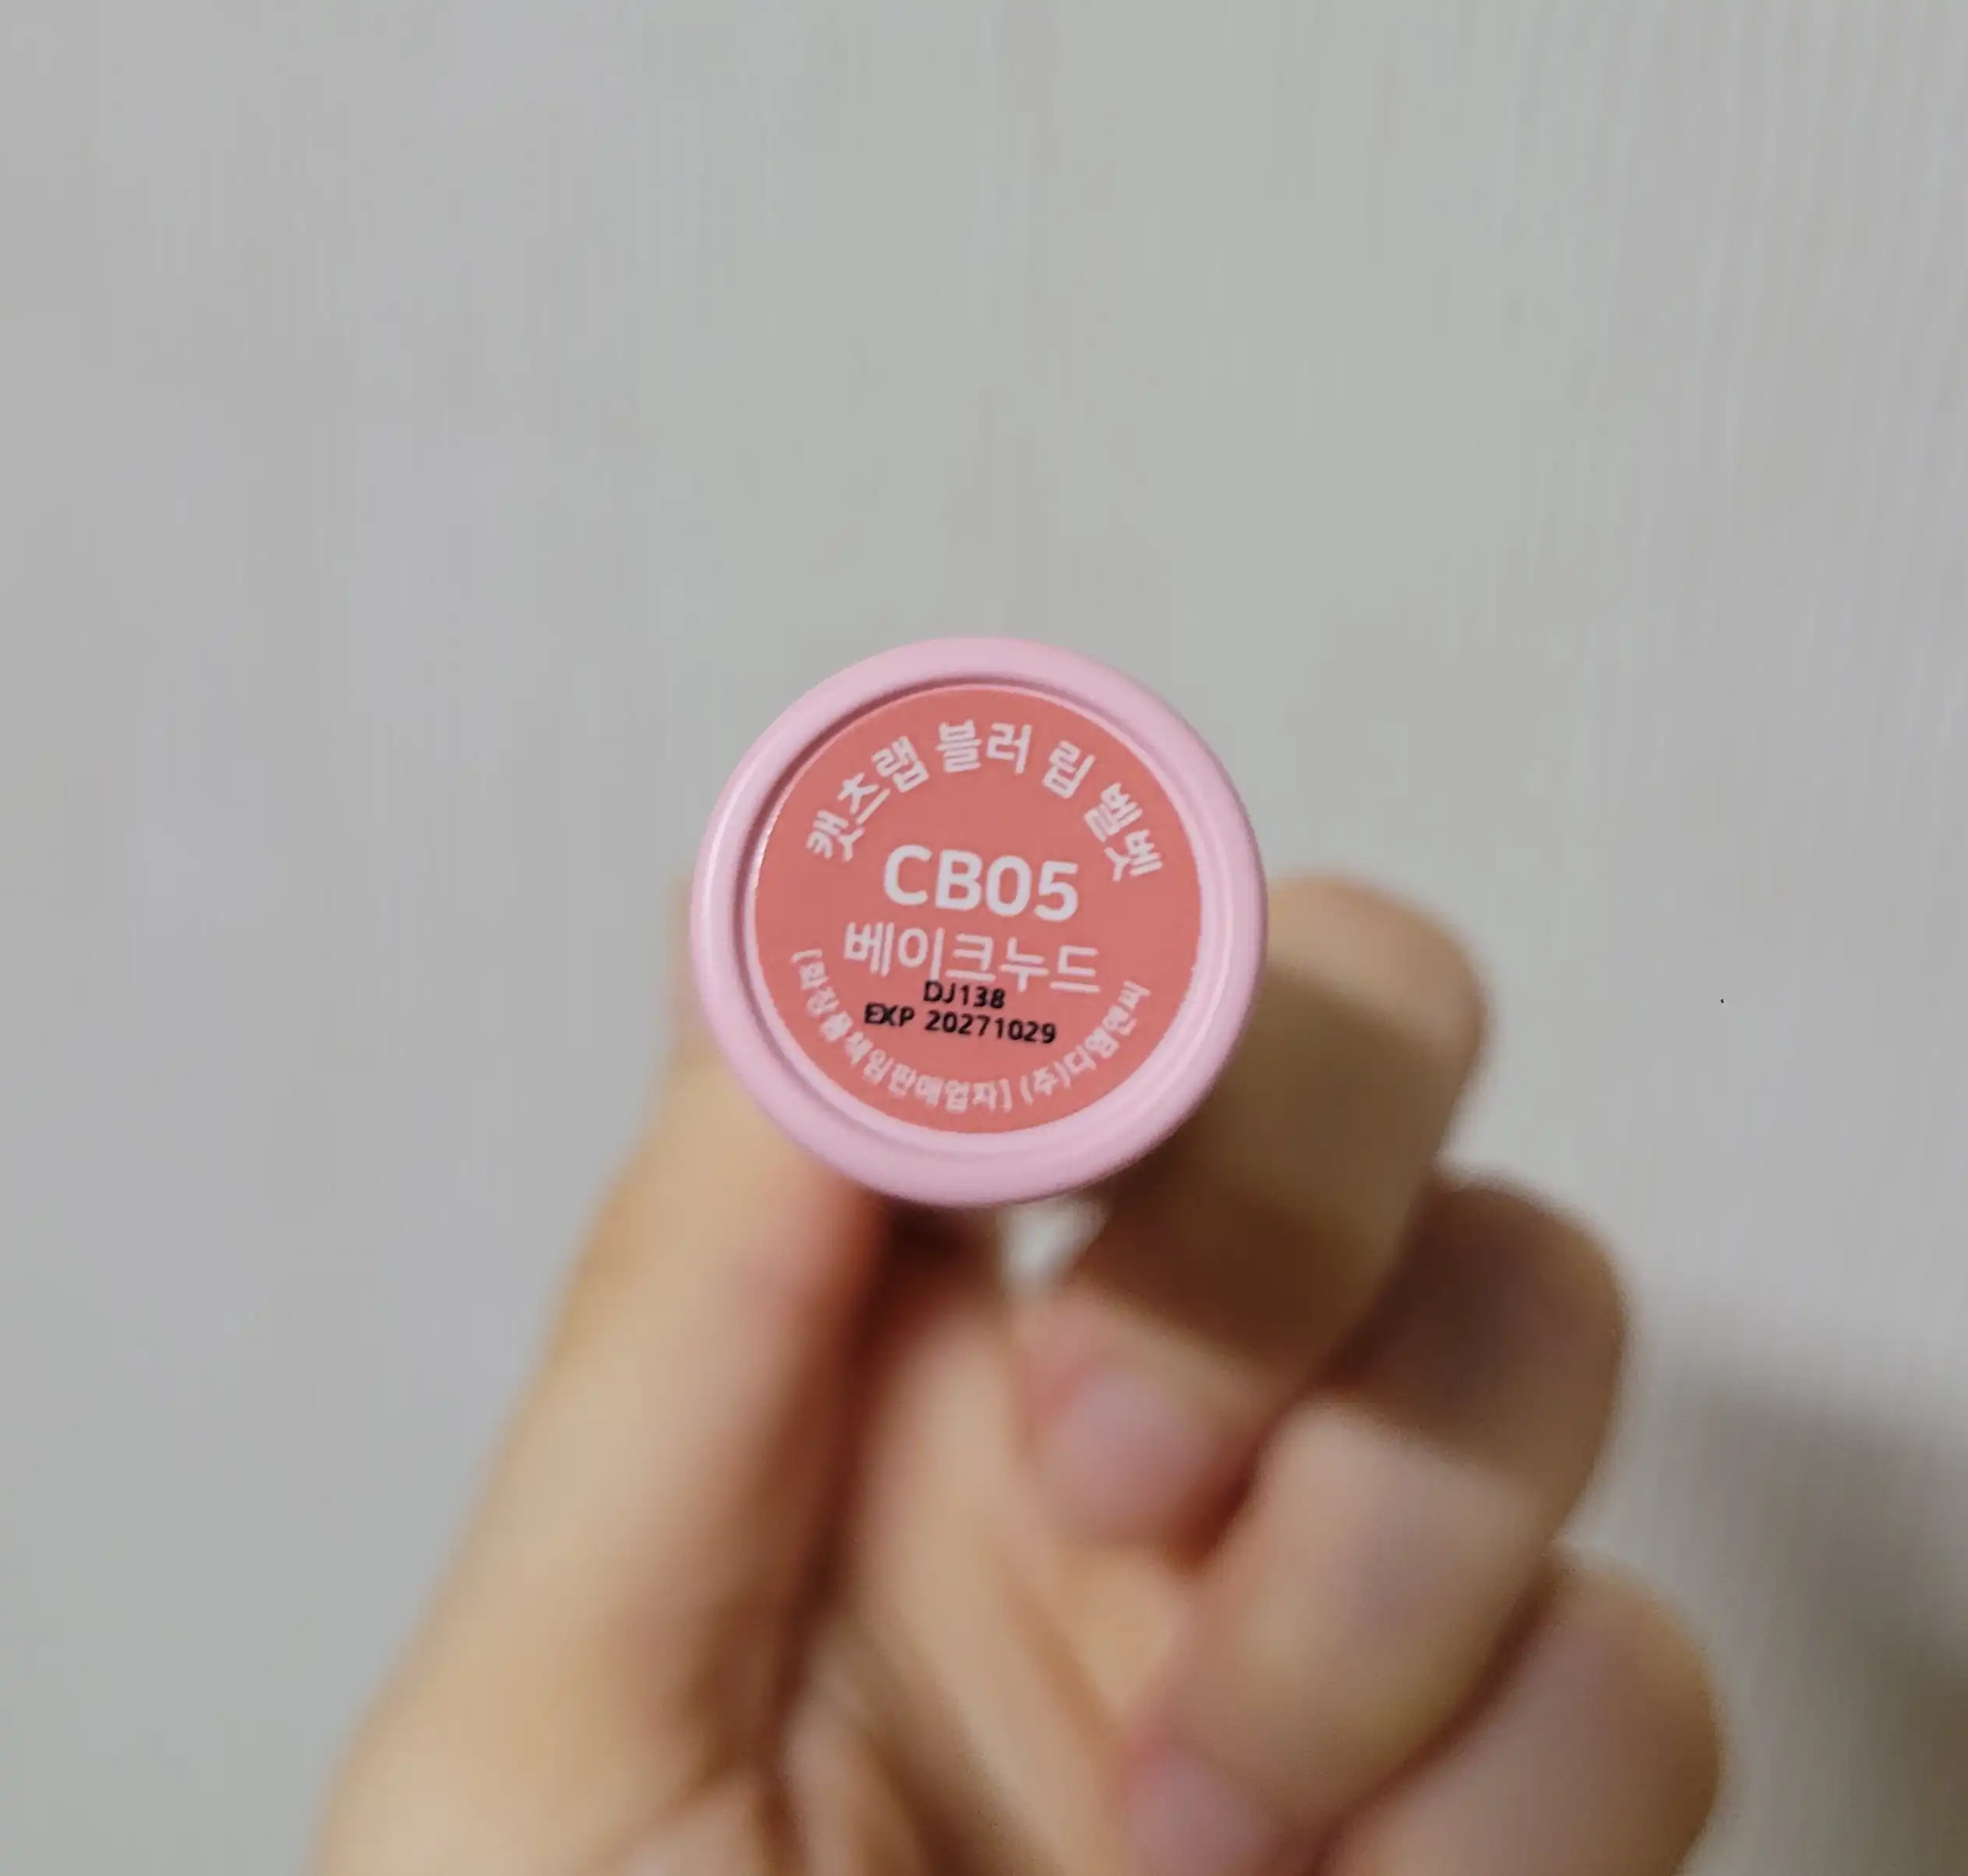 캣츠랩 블러 립 벨벳
CB05
베이크누드
DJ138
EXP 20271029
[화장품책임판매업자] (주)디엠앤씨